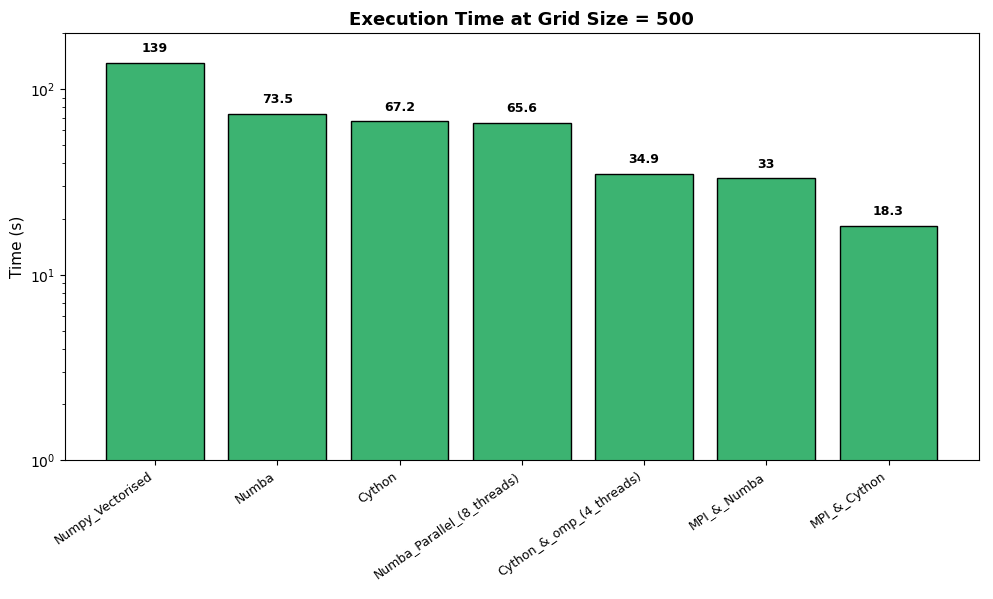 Execution Time at Grid Size = 500
Time (s)
10²
10¹
10⁰
139
73.5
67.2
65.6
34.9
33
18.3
Numpy_Vectorised
Numba
Cython
Numba_Parallel_(8_threads)
Cython_&_omp_(4_threads)
MPI_&_Numba
MPI_&_Cython